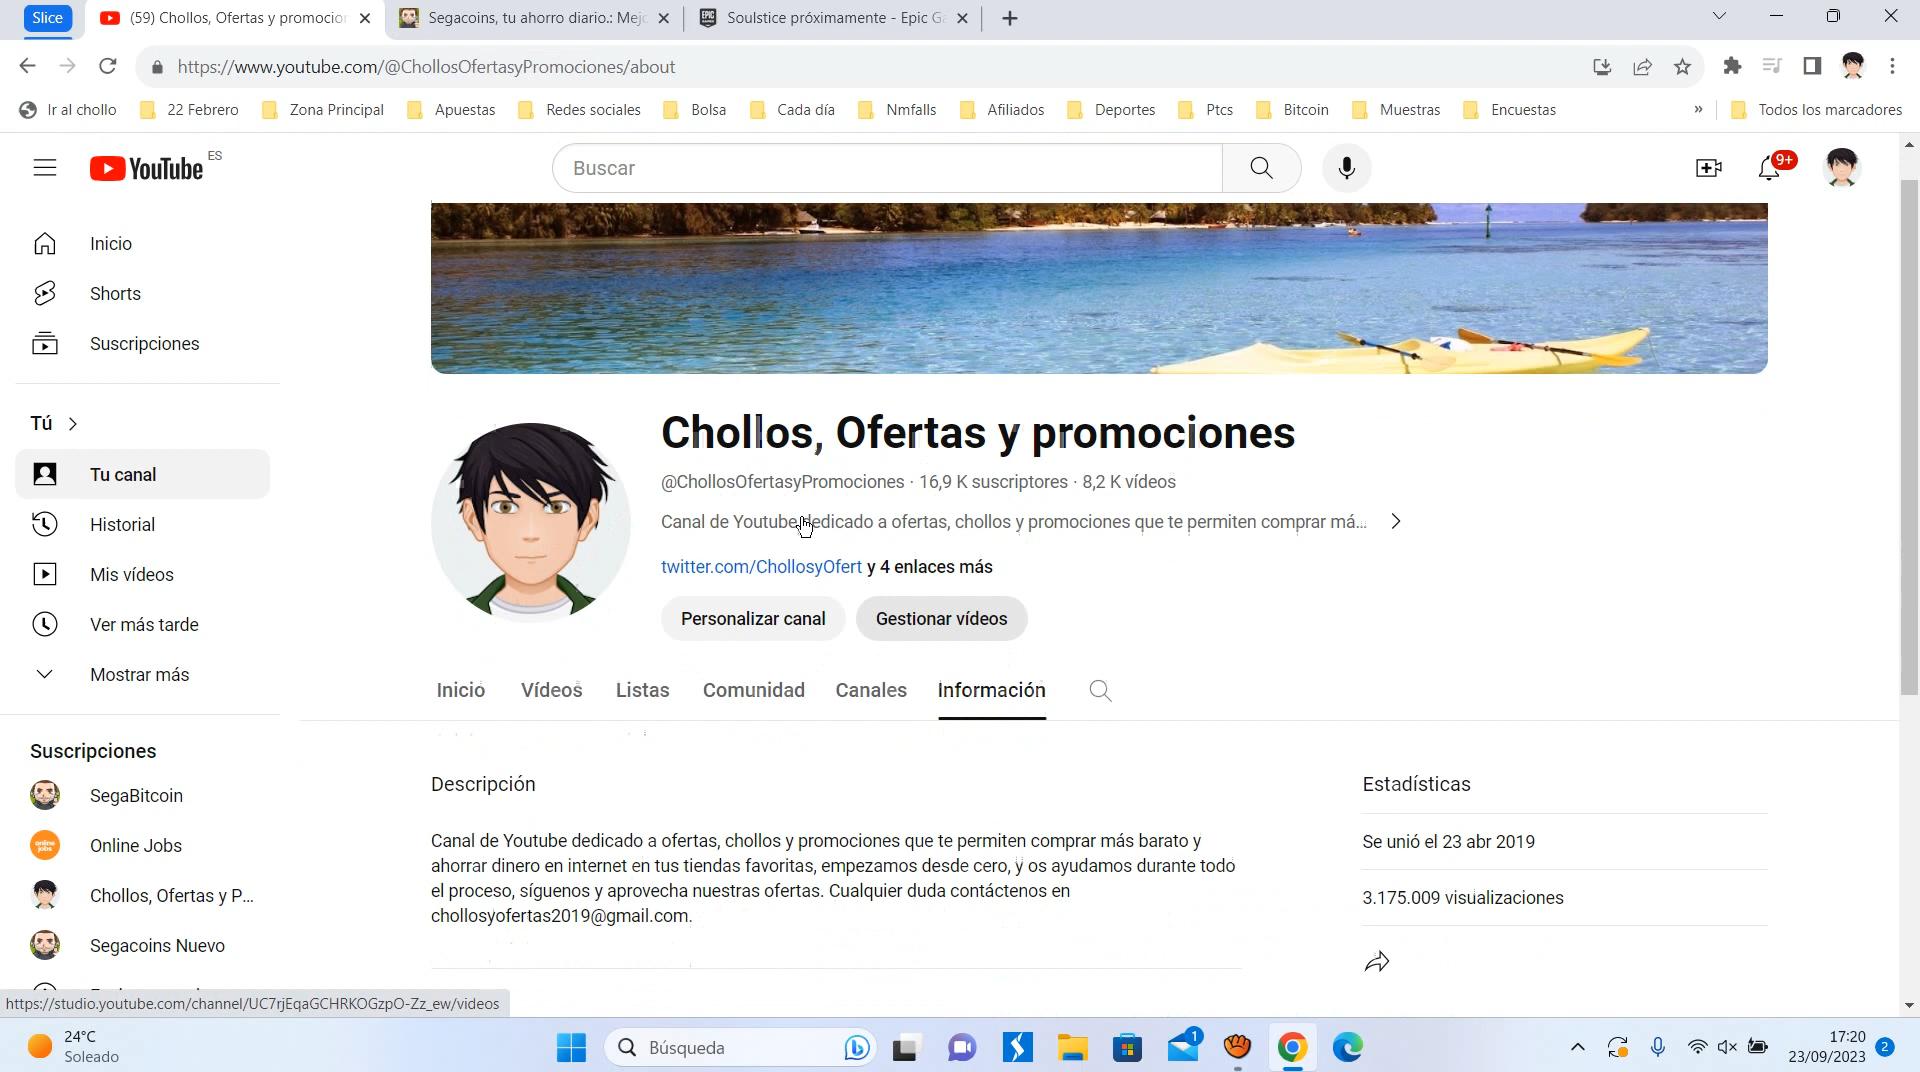 Slice
(59) Chollos, Ofertas y promocior
Segacoins, tu ahorro diario.: Mejo
Soulstice próximamente - Epic Ga
https://www.youtube.com/@ChollosOfertasyPromociones/about
Ir al chollo
22 Febrero
Zona Principal
Apuestas
Redes sociales
Bolsa
Cada día
Nmfalls
Afiliados
Deportes
Ptcs
Bitcoin
Muestras
Encuestas
»
Todos los marcadores
YouTube ES
Buscar
9+
Inicio
Shorts
Suscripciones
Tú
Tu canal
Historial
Mis vídeos
Ver más tarde
Mostrar más
Suscripciones
SegaBitcoin
Online Jobs
Chollos, Ofertas y P...
Segacoins Nuevo
Chollos, Ofertas y promociones
@ChollosOfertasyPromociones · 16,9 K suscriptores · 8,2 K vídeos
Canal de Youtube dedicado a ofertas, chollos y promociones que te permiten comprar má...
twitter.com/ChollosyOfert y 4 enlaces más
Personalizar canal
Gestionar vídeos
Inicio
Vídeos
Listas
Comunidad
Canales
Información
Descripción
Canal de Youtube dedicado a ofertas, chollos y promociones que te permiten comprar más barato y
ahorrar dinero en internet en tus tiendas favoritas, empezamos desde cero, y os ayudamos durante todo
el proceso, síguenos y aprovecha nuestras ofertas. Cualquier duda contáctenos en
chollosyofertas2019@gmail.com.
Estadísticas
Se unió el 23 abr 2019
3.175.009 visualizaciones
https://studio.youtube.com/channel/UC7rjEqaGCHRKOGzpO-Zz_ew/videos
24°C
Soleado
Búsqueda
1
17:20
23/09/2023
2